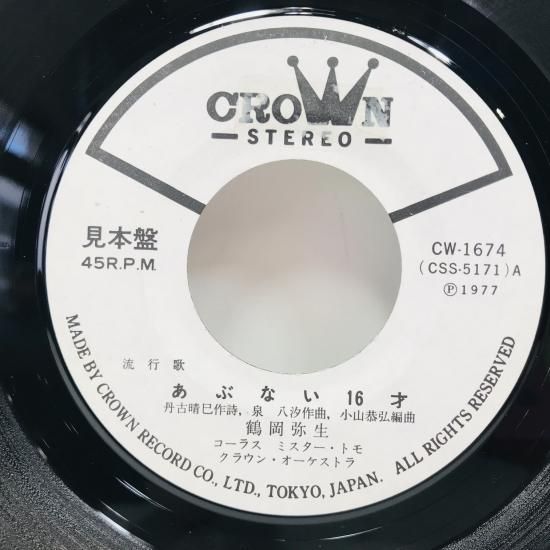 CROWN
STEREO
見本盤
45R.P.M.
CW-1674
(CSS-5171)A
Ⓟ1977
流行歌
あぶない16才
丹古晴巳作詩, 泉 八汐作曲, 小山恭弘編曲
鶴岡弥生
コーラス ミスター・トモ
クラウン・オーケストラ
MADE BY CROWN RECORD CO., LTD., TOKYO, JAPAN. ALL RIGHTS RESERVED